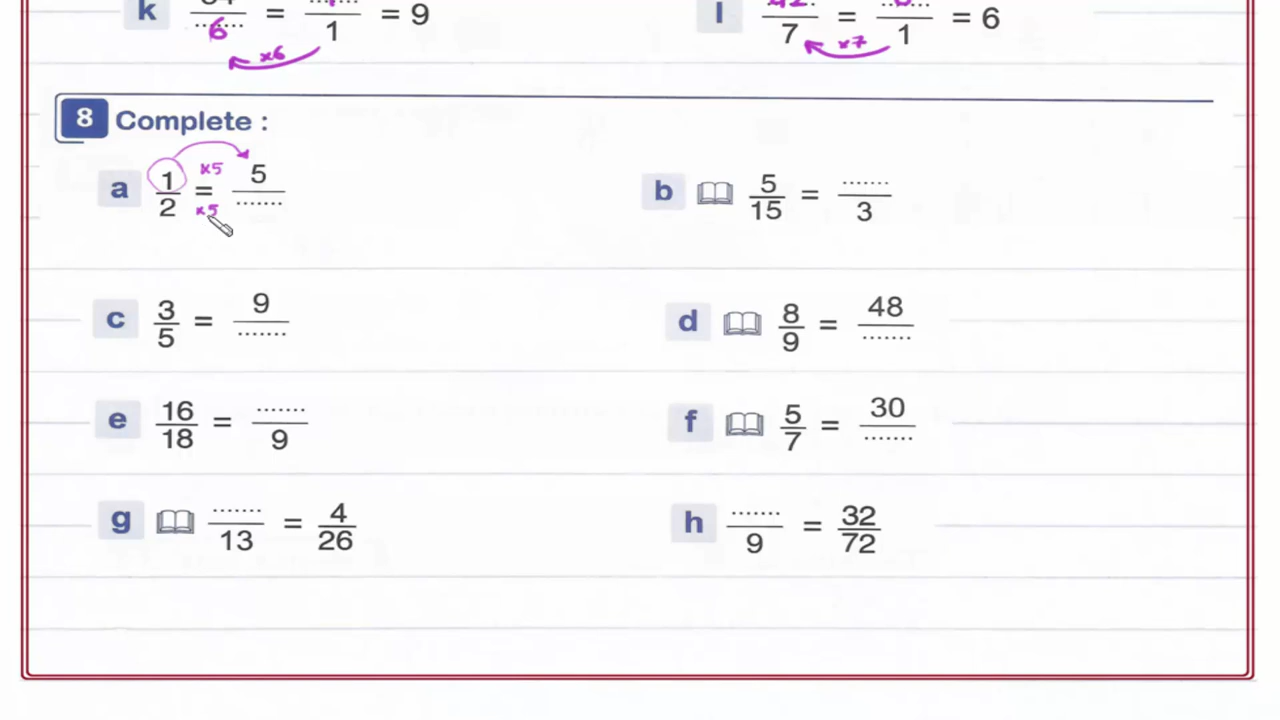 k ....... / 6 = ....... / 1 = 9
×6
l ....... / 7 = ....... / 1 = 6
×7
8 Complete :
a 1/2 = 5/....... ×5 ×5
b 5/15 = ......./3
c 3/5 = 9/.......
d 8/9 = 48/.......
e 16/18 = ......./9
f 5/7 = 30/.......
g ......./13 = 4/26
h ......./9 = 32/72